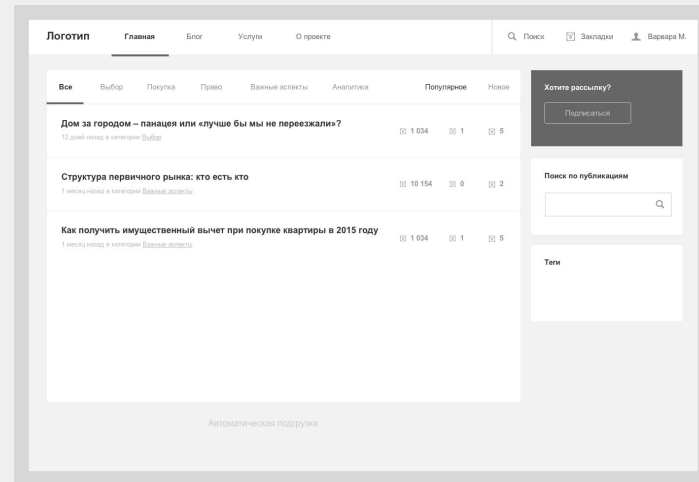 Логотип Главная Блог Услуги О проекте Поиск Закладки Варвара М.
Все Выбор Покупка Право Важные аспекты Аналитика Популярное Новое
Дом за городом – панацея или «лучше бы мы не переезжали»?
12 дней назад в категории Выбор
1 034 1 5
Структура первичного рынка: кто есть кто
1 месяц назад в категории Важные аспекты
10 154 0 2
Как получить имущественный вычет при покупке квартиры в 2015 году
1 месяц назад в категории Важные аспекты
1 034 1 5
Автоматическая подгрузка
Хотите рассылку?
Подписаться
Поиск по публикациям
Теги